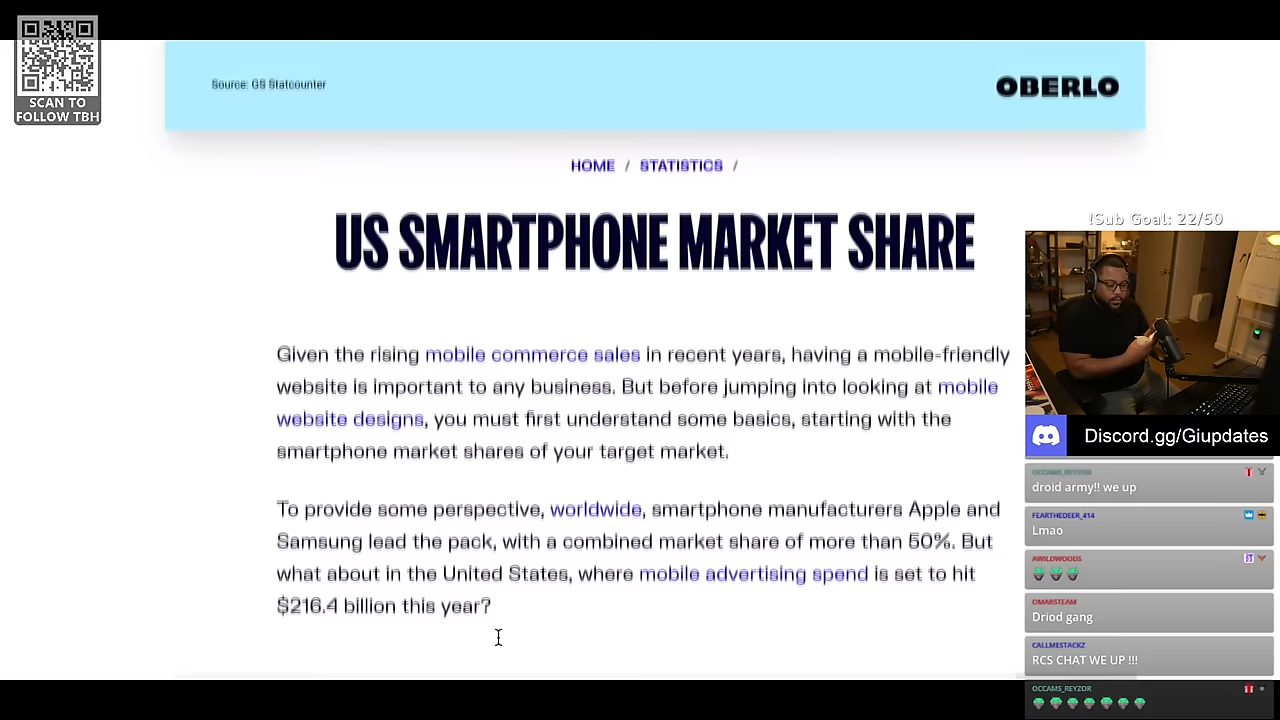 SCAN TO
FOLLOW TBH
Source: GS Statcounter
OBERLO
HOME / STATISTICS /
US SMARTPHONE MARKET SHARE
Given the rising mobile commerce sales in recent years, having a mobile-friendly
website is important to any business. But before jumping into looking at mobile
website designs, you must first understand some basics, starting with the
smartphone market shares of your target market.
To provide some perspective, worldwide, smartphone manufacturers Apple and
Samsung lead the pack, with a combined market share of more than 50%. But
what about in the United States, where mobile advertising spend is set to hit
$216.4 billion this year?
!Sub Goal: 22/50
Discord.gg/Giupdates
OCCAMS_REYZOR
droid army!! we up
FEARTHEDEER_414
Lmao
AWILDWOODS
OMARSTEAM
Driod gang
CALLMESTACKZ
RCS CHAT WE UP !!!
OCCAMS_REYZOR